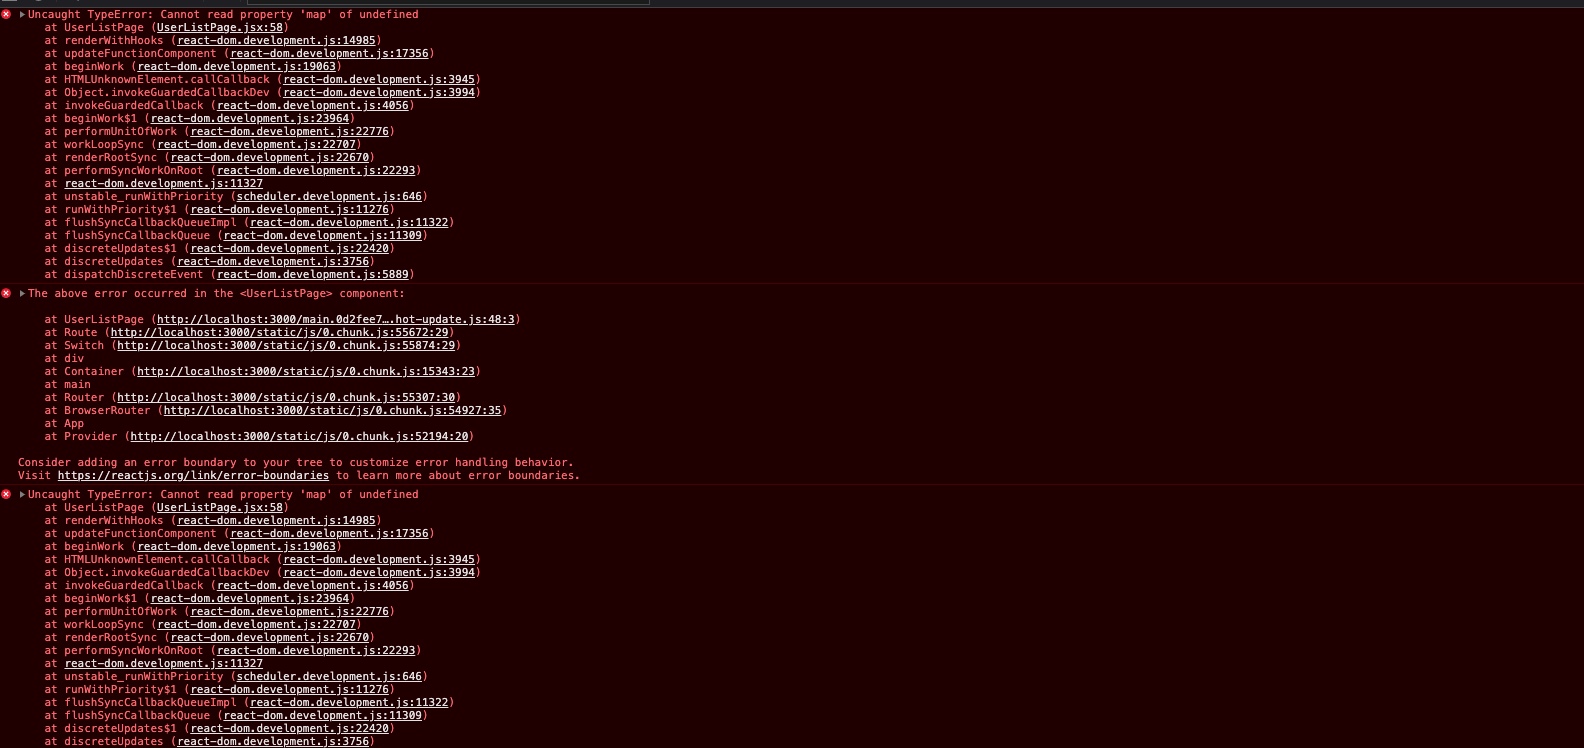 Uncaught TypeError: Cannot read property 'map' of undefined
at UserListPage (UserListPage.jsx:58)
at renderWithHooks (react-dom.development.js:14985)
at updateFunctionComponent (react-dom.development.js:17356)
at beginWork (react-dom.development.js:19063)
at HTMLUnknownElement.callCallback (react-dom.development.js:3945)
at Object.invokeGuardedCallbackDev (react-dom.development.js:3994)
at invokeGuardedCallback (react-dom.development.js:4056)
at beginWork$1 (react-dom.development.js:23964)
at performUnitOfWork (react-dom.development.js:22776)
at workLoopSync (react-dom.development.js:22707)
at renderRootSync (react-dom.development.js:22670)
at performSyncWorkOnRoot (react-dom.development.js:22293)
at react-dom.development.js:11327
at unstable_runWithPriority (scheduler.development.js:646)
at runWithPriority$1 (react-dom.development.js:11276)
at flushSyncCallbackQueueImpl (react-dom.development.js:11322)
at flushSyncCallbackQueue (react-dom.development.js:11309)
at discreteUpdates$1 (react-dom.development.js:22420)
at discreteUpdates (react-dom.development.js:3756)
at dispatchDiscreteEvent (react-dom.development.js:5889)
The above error occurred in the <UserListPage> component:
at UserListPage (http://localhost:3000/main.0d2fee7….hot-update.js:48:3)
at Route (http://localhost:3000/static/js/0.chunk.js:55672:29)
at Switch (http://localhost:3000/static/js/0.chunk.js:55874:29)
at div
at Container (http://localhost:3000/static/js/0.chunk.js:15343:23)
at main
at Router (http://localhost:3000/static/js/0.chunk.js:55307:30)
at BrowserRouter (http://localhost:3000/static/js/0.chunk.js:54927:35)
at App
at Provider (http://localhost:3000/static/js/0.chunk.js:52194:20)
Consider adding an error boundary to your tree to customize error handling behavior.
Visit https://reactjs.org/link/error-boundaries to learn more about error boundaries.
Uncaught TypeError: Cannot read property 'map' of undefined
at UserListPage (UserListPage.jsx:58)
at renderWithHooks (react-dom.development.js:14985)
at updateFunctionComponent (react-dom.development.js:17356)
at beginWork (react-dom.development.js:19063)
at HTMLUnknownElement.callCallback (react-dom.development.js:3945)
at Object.invokeGuardedCallbackDev (react-dom.development.js:3994)
at invokeGuardedCallback (react-dom.development.js:4056)
at beginWork$1 (react-dom.development.js:23964)
at performUnitOfWork (react-dom.development.js:22776)
at workLoopSync (react-dom.development.js:22707)
at renderRootSync (react-dom.development.js:22670)
at performSyncWorkOnRoot (react-dom.development.js:22293)
at react-dom.development.js:11327
at unstable_runWithPriority (scheduler.development.js:646)
at runWithPriority$1 (react-dom.development.js:11276)
at flushSyncCallbackQueueImpl (react-dom.development.js:11322)
at flushSyncCallbackQueue (react-dom.development.js:11309)
at discreteUpdates$1 (react-dom.development.js:22420)
at discreteUpdates (react-dom.development.js:3756)